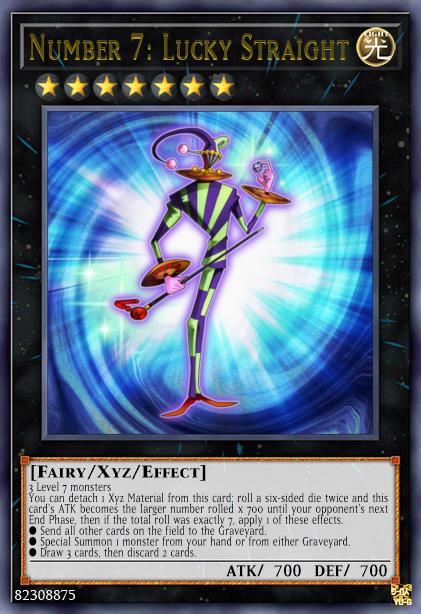 Number 7: Lucky Straight
LIGHT
光
[Fairy/Xyz/Effect]
3 Level 7 monsters
You can detach 1 Xyz Material from this card; roll a six-sided die twice and this
card's ATK becomes the larger number rolled x 700 until your opponent's next
End Phase, then if the total roll was exactly 7, apply 1 of these effects.
● Send all other cards on the field to the Graveyard.
● Special Summon 1 monster from your hand or from either Graveyard.
● Draw 3 cards, then discard 2 cards.
ATK/ 700 DEF/ 700
82308875